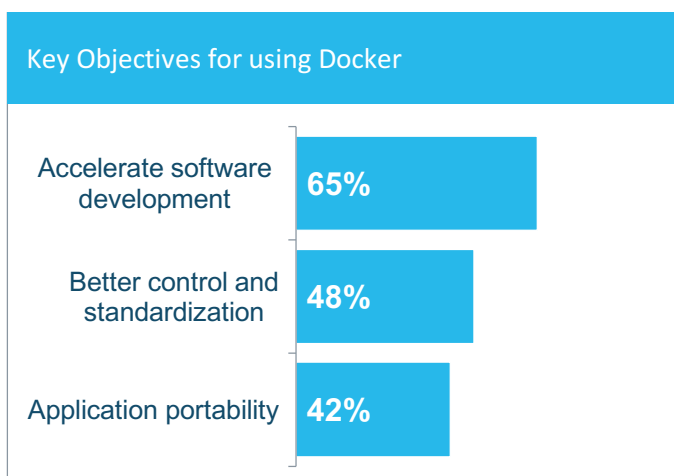 Key Objectives for using Docker
Accelerate software
development
65%
Better control and
standardization
48%
Application portability
42%